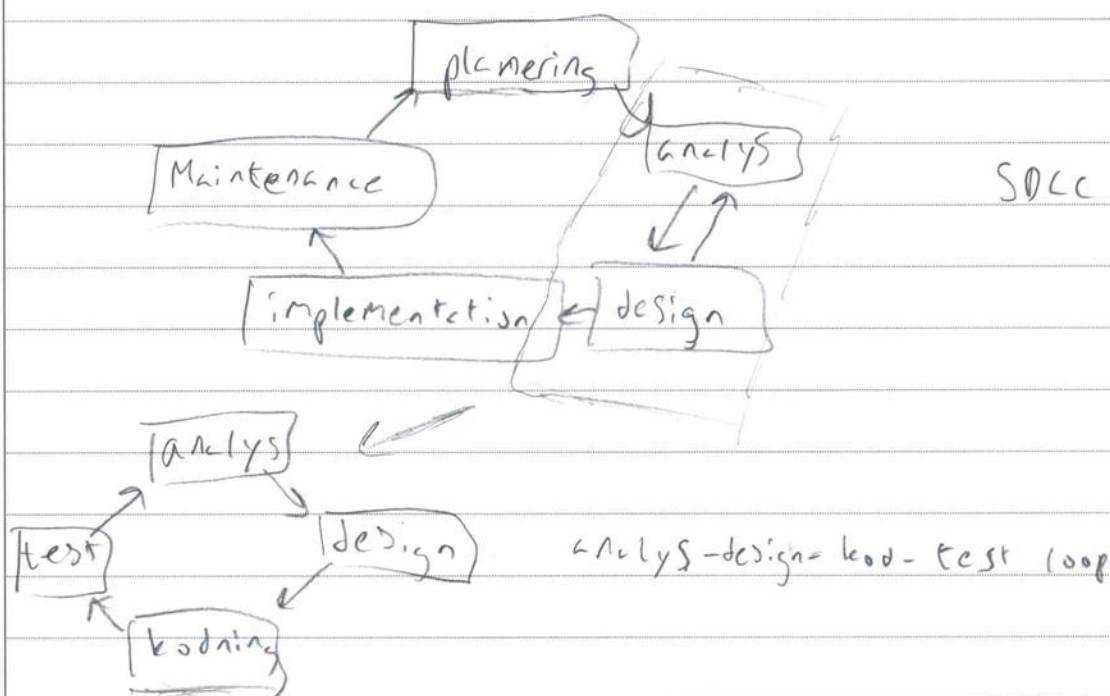 planering
analys
Maintenance
SDLC
implementation
design
analys
test
design
analys-design-kod-test loop
kodning